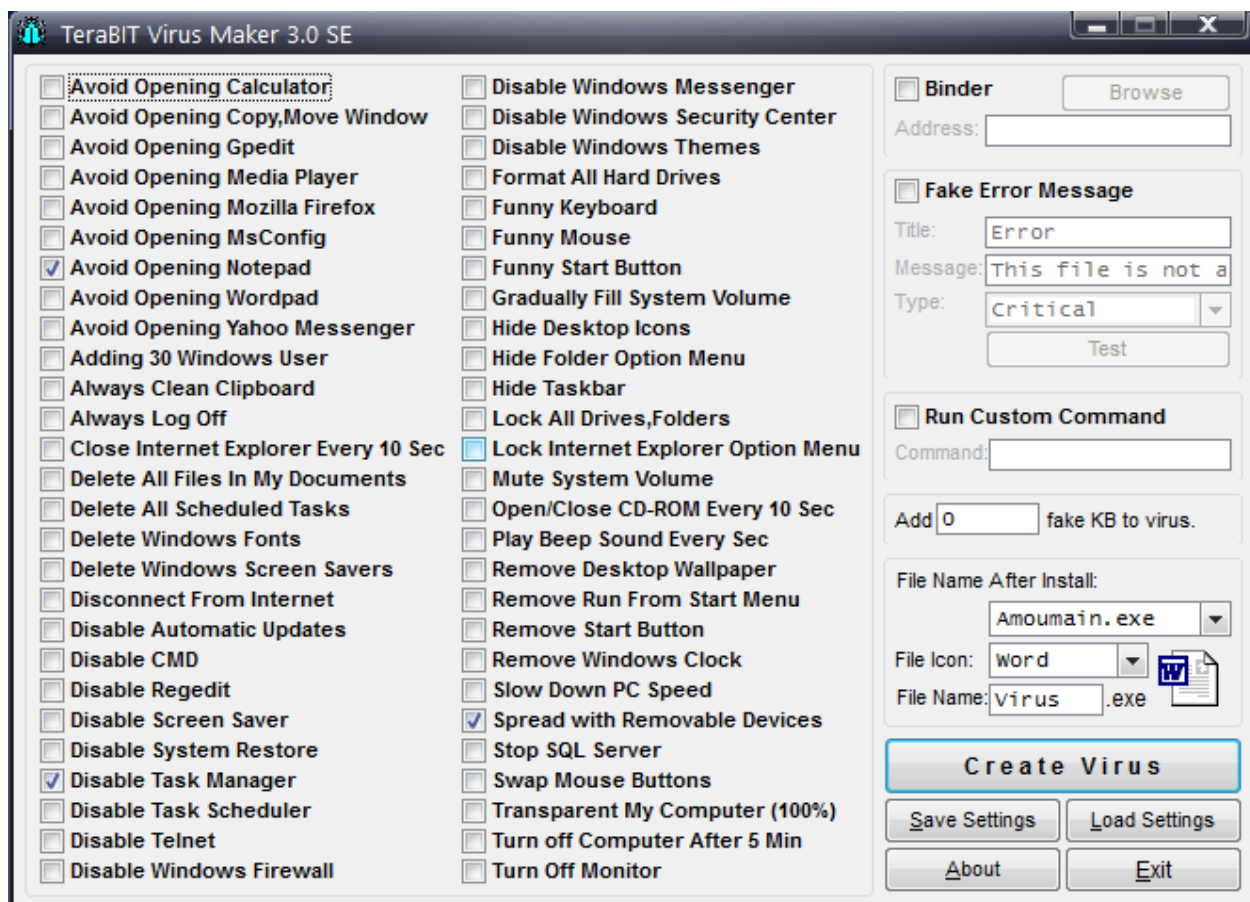 TeraBIT Virus Maker 3.0 SE
Avoid Opening Calculator
Avoid Opening Copy,Move Window
Avoid Opening Gpedit
Avoid Opening Media Player
Avoid Opening Mozilla Firefox
Avoid Opening MsConfig
Avoid Opening Notepad
Avoid Opening Wordpad
Avoid Opening Yahoo Messenger
Adding 30 Windows User
Always Clean Clipboard
Always Log Off
Close Internet Explorer Every 10 Sec
Delete All Files In My Documents
Delete All Scheduled Tasks
Delete Windows Fonts
Delete Windows Screen Savers
Disconnect From Internet
Disable Automatic Updates
Disable CMD
Disable Regedit
Disable Screen Saver
Disable System Restore
Disable Task Manager
Disable Task Scheduler
Disable Telnet
Disable Windows Firewall
Disable Windows Messenger
Disable Windows Security Center
Disable Windows Themes
Format All Hard Drives
Funny Keyboard
Funny Mouse
Funny Start Button
Gradually Fill System Volume
Hide Desktop Icons
Hide Folder Option Menu
Hide Taskbar
Lock All Drives,Folders
Lock Internet Explorer Option Menu
Mute System Volume
Open/Close CD-ROM Every 10 Sec
Play Beep Sound Every Sec
Remove Desktop Wallpaper
Remove Run From Start Menu
Remove Start Button
Remove Windows Clock
Slow Down PC Speed
Spread with Removable Devices
Stop SQL Server
Swap Mouse Buttons
Transparent My Computer (100%)
Turn off Computer After 5 Min
Turn Off Monitor
Binder Browse
Address:
Fake Error Message
Title: Error
Message: This file is not a
Type: Critical
Test
Run Custom Command
Command:
Add 0 fake KB to virus.
File Name After Install:
Amoumain.exe
File Icon: Word
W
File Name: Virus .exe
Create Virus
Save Settings Load Settings
About Exit